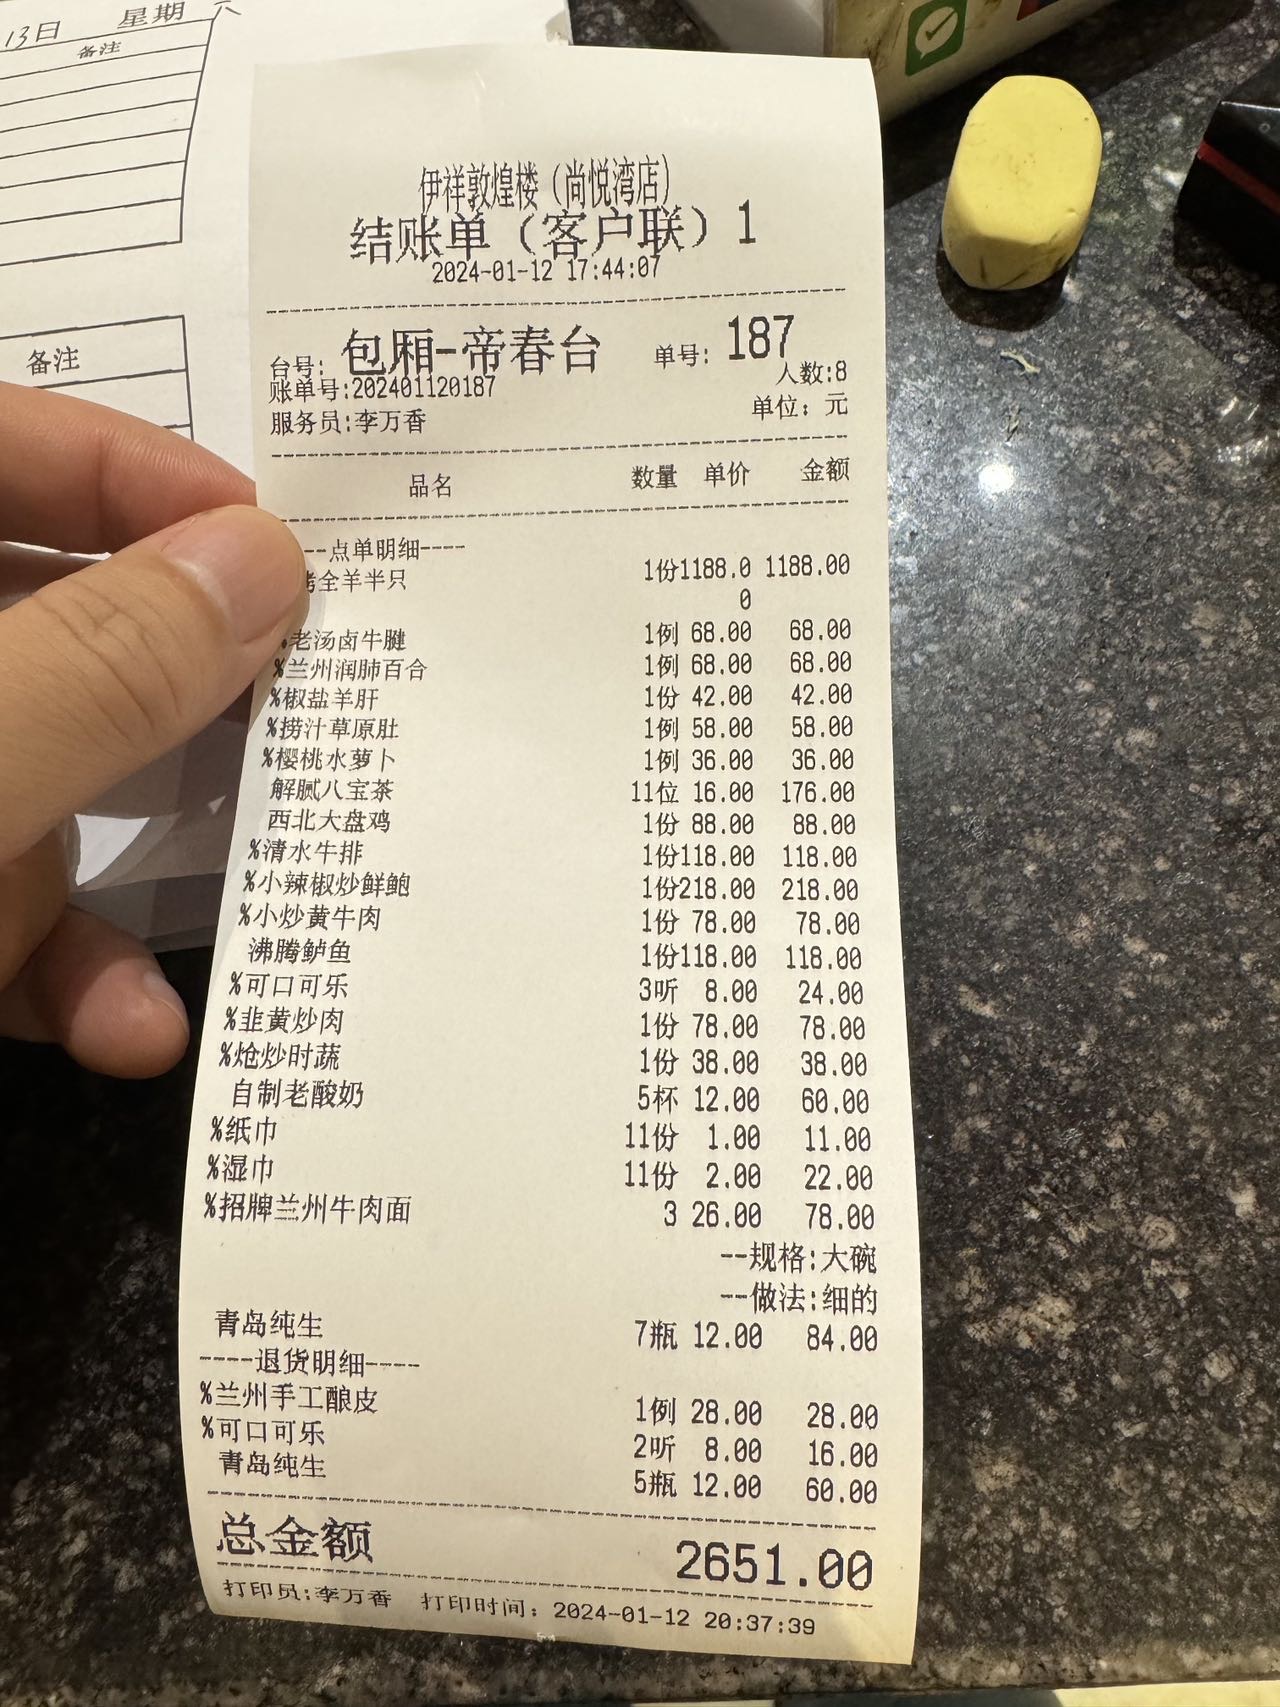 13日 星期六
备注
备注
伊祥敦煌楼（尚悦湾店）
结账单（客户联）1
2024-01-12 17:44:07
台号: 包厢-帝春台 单号: 187
账单号:202401120187 人数:8
服务员:李万香 单位: 元
品名 数量 单价 金额
--点单明细----
烤全羊半只 1份1188.0 1188.00
0
老汤卤牛腱 1例 68.00 68.00
%兰州润肺百合 1例 68.00 68.00
%椒盐羊肝 1份 42.00 42.00
%捞汁草原肚 1例 58.00 58.00
%樱桃水萝卜 1例 36.00 36.00
解腻八宝茶 11位 16.00 176.00
西北大盘鸡 1份 88.00 88.00
%清水牛排 1份118.00 118.00
%小辣椒炒鲜鲍 1份218.00 218.00
%小炒黄牛肉 1份 78.00 78.00
沸腾鲈鱼 1份118.00 118.00
%可口可乐 3听 8.00 24.00
%韭黄炒肉 1份 78.00 78.00
%炝炒时蔬 1份 38.00 38.00
自制老酸奶 5杯 12.00 60.00
%纸巾 11份 1.00 11.00
%湿巾 11份 2.00 22.00
%招牌兰州牛肉面 3 26.00 78.00
--规格:大碗
--做法:细的
青岛纯生 7瓶 12.00 84.00
----退货明细----
%兰州手工酿皮 1例 28.00 28.00
%可口可乐 2听 8.00 16.00
青岛纯生 5瓶 12.00 60.00
总金额 2651.00
打印员:李万香 打印时间: 2024-01-12 20:37:39